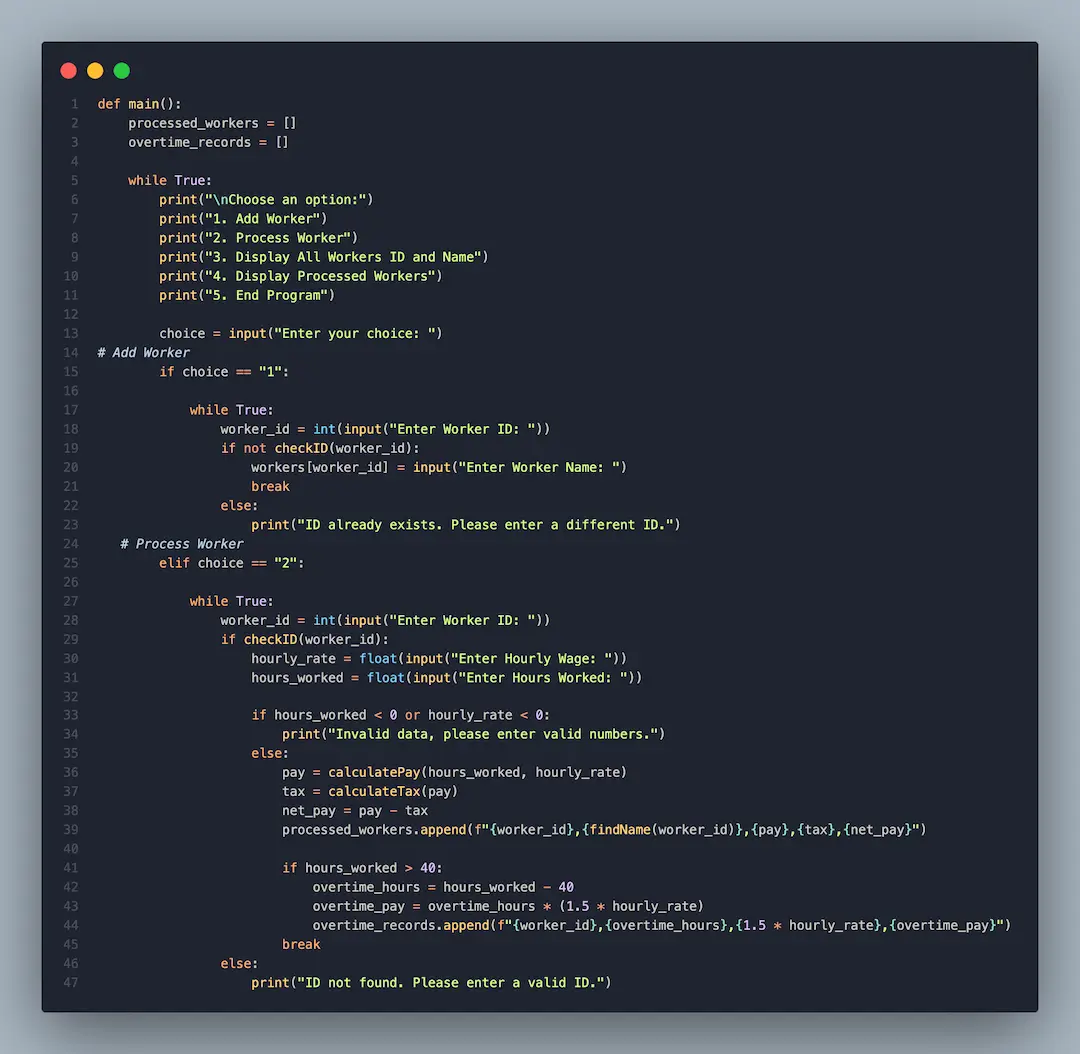 1 def main():
2     processed_workers = []
3     overtime_records = []
4
5     while True:
6         print("\nChoose an option:")
7         print("1. Add Worker")
8         print("2. Process Worker")
9         print("3. Display All Workers ID and Name")
10         print("4. Display Processed Workers")
11         print("5. End Program")
12
13         choice = input("Enter your choice: ")
14 # Add Worker
15         if choice == "1":
16
17             while True:
18                 worker_id = int(input("Enter Worker ID: "))
19                 if not checkID(worker_id):
20                     workers[worker_id] = input("Enter Worker Name: ")
21                     break
22                 else:
23                     print("ID already exists. Please enter a different ID.")
24    # Process Worker
25         elif choice == "2":
26
27             while True:
28                 worker_id = int(input("Enter Worker ID: "))
29                 if checkID(worker_id):
30                     hourly_rate = float(input("Enter Hourly Wage: "))
31                     hours_worked = float(input("Enter Hours Worked: "))
32
33                     if hours_worked < 0 or hourly_rate < 0:
34                         print("Invalid data, please enter valid numbers.")
35                     else:
36                         pay = calculatePay(hours_worked, hourly_rate)
37                         tax = calculateTax(pay)
38                         net_pay = pay - tax
39                         processed_workers.append(f"{worker_id},{findName(worker_id)},{pay},{tax},{net_pay}")
40
41                         if hours_worked > 40:
42                             overtime_hours = hours_worked - 40
43                             overtime_pay = overtime_hours * (1.5 * hourly_rate)
44                             overtime_records.append(f"{worker_id},{overtime_hours},{1.5 * hourly_rate},{overtime_pay}")
45                         break
46                 else:
47                     print("ID not found. Please enter a valid ID.")